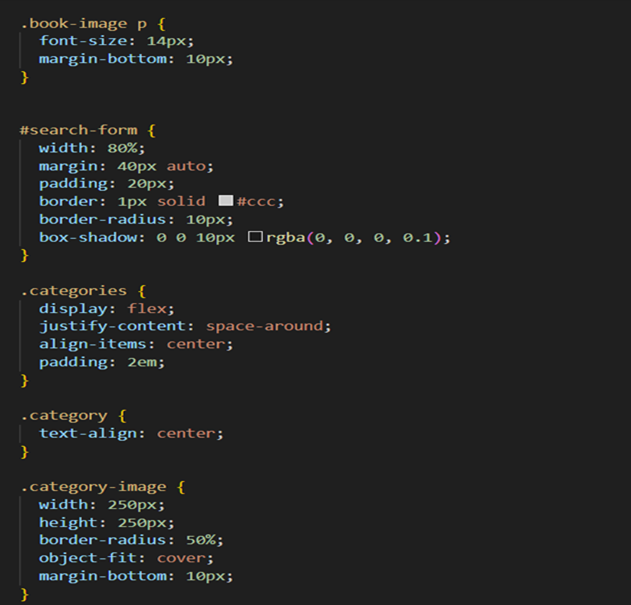 .book-image p {
  font-size: 14px;
  margin-bottom: 10px;
}
#search-form {
  width: 80%;
  margin: 40px auto;
  padding: 20px;
  border: 1px solid #ccc;
  border-radius: 10px;
  box-shadow: 0 0 10px rgba(0, 0, 0, 0.1);
}
.categories {
  display: flex;
  justify-content: space-around;
  align-items: center;
  padding: 2em;
}
.category {
  text-align: center;
}
.category-image {
  width: 250px;
  height: 250px;
  border-radius: 50%;
  object-fit: cover;
  margin-bottom: 10px;
}